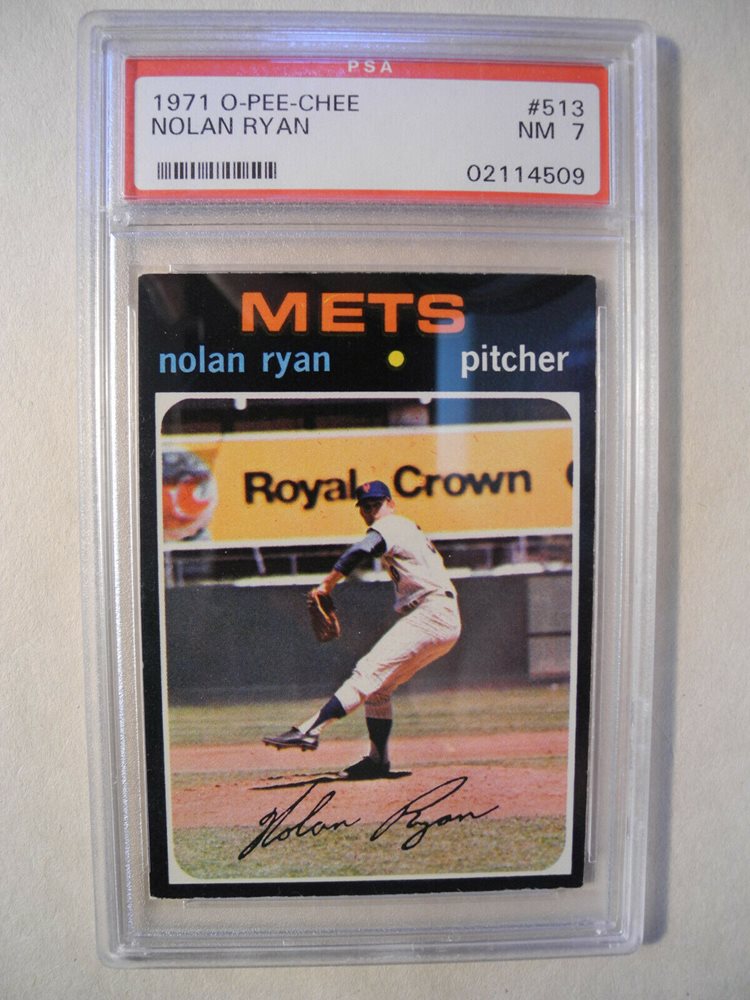 PSA
1971 O-PEE-CHEE #513
NOLAN RYAN NM 7
02114509
METS
nolan ryan pitcher
Royal Crown
Nolan Ryan